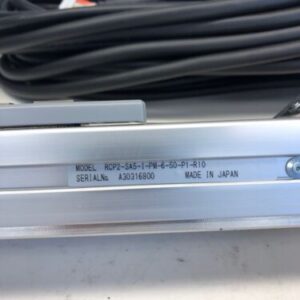 MODEL RCP2-SA5-I-PM-6-50-P1-R10
SERIALNo. A30316800 MADE IN JAPAN